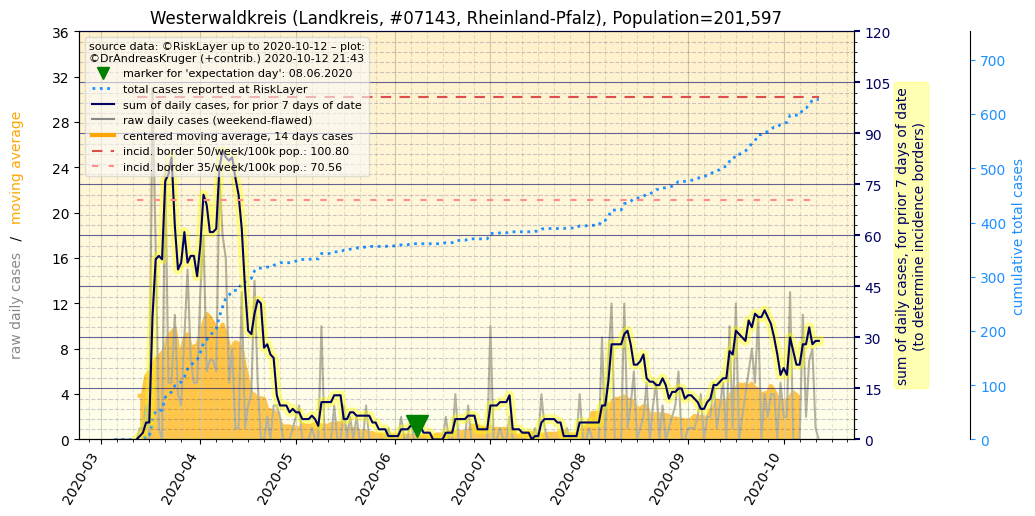 Westerwaldkreis (Landkreis, #07143, Rheinland-Pfalz), Population=201,597
source data: ©RiskLayer up to 2020-10-12 – plot:
©DrAndreasKruger (+contrib.) 2020-10-12 21:43
marker for 'expectation day': 08.06.2020
total cases reported at RiskLayer
sum of daily cases, for prior 7 days of date
raw daily cases (weekend-flawed)
centered moving average, 14 days cases
incid. border 50/week/100k pop.: 100.80
incid. border 35/week/100k pop.: 70.56
raw daily cases / moving average
36
32
28
24
20
16
12
8
4
0
2020-03
2020-04
2020-05
2020-06
2020-07
2020-08
2020-09
2020-10
120
105
90
75
60
45
30
15
0
sum of daily cases, for prior 7 days of date
(to determine incidence borders)
700
600
500
400
300
200
100
0
cumulative total cases